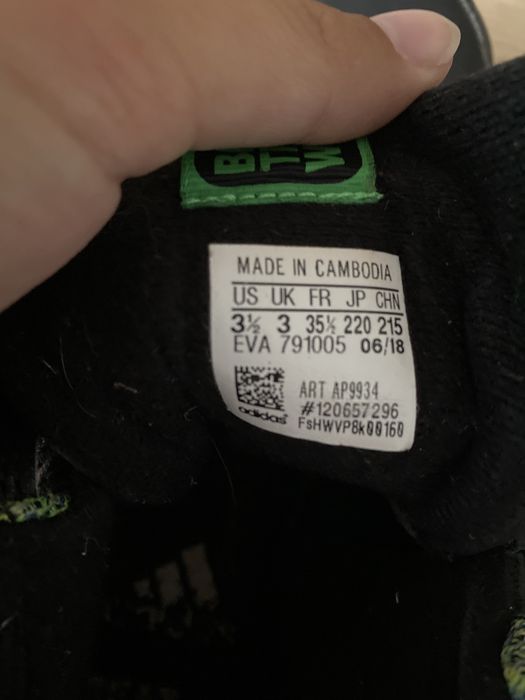 MADE IN CAMBODIA
US UK FR JP CHN
3½ 3 35½ 220 215
EVA 791005 06/18
ART AP9934
#120657296
adidas
FsHWVP8k00160